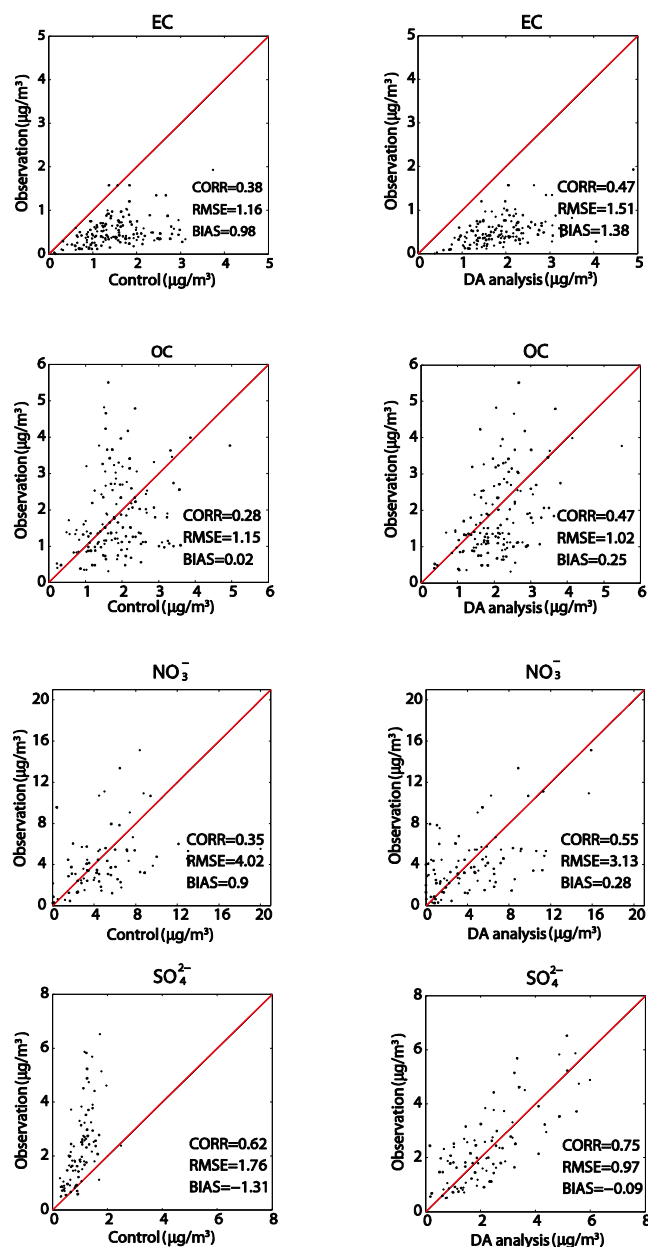 EC
5
4
3
2
1
0
Observation (µg/m³)
CORR=0.38
RMSE=1.16
BIAS=0.98
0 1 2 3 4 5
Control (µg/m³)
EC
5
4
3
2
1
0
Observation (µg/m³)
CORR=0.47
RMSE=1.51
BIAS=1.38
0 1 2 3 4 5
DA analysis (µg/m³)
OC
6
5
4
3
2
1
0
Observation (µg/m³)
CORR=0.28
RMSE=1.15
BIAS=0.02
0 1 2 3 4 5 6
Control (µg/m³)
OC
6
5
4
3
2
1
0
Observation (µg/m³)
CORR=0.47
RMSE=1.02
BIAS=0.25
0 1 2 3 4 5 6
DA analysis (µg/m³)
NO₃⁻
20
16
12
8
4
0
Observation (µg/m³)
CORR=0.35
RMSE=4.02
BIAS=0.9
0 4 8 12 16 20
Control (µg/m³)
NO₃⁻
20
16
12
8
4
0
Observation (µg/m³)
CORR=0.55
RMSE=3.13
BIAS=0.28
0 4 8 12 16 20
DA analysis (µg/m³)
SO₄²⁻
8
6
4
2
0
Observation (µg/m³)
CORR=0.62
RMSE=1.76
BIAS=−1.31
0 2 4 6 8
Control (µg/m³)
SO₄²⁻
8
6
4
2
0
Observation (µg/m³)
CORR=0.75
RMSE=0.97
BIAS=−0.09
0 2 4 6 8
DA analysis (µg/m³)